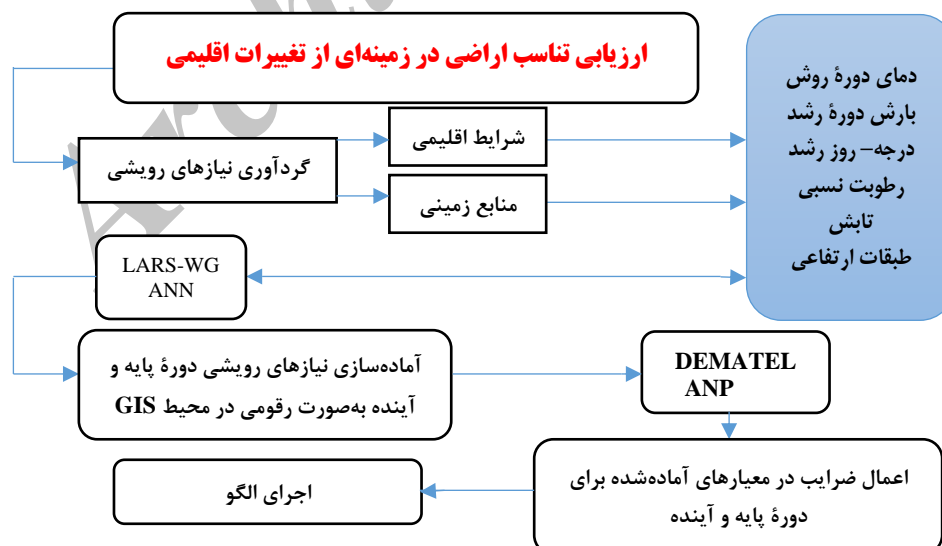 ارزیابی تناسب اراضی در زمینه‌ای از تغییرات اقلیمی
دمای دورهٔ روش
بارش دورهٔ رشد
درجه– روز رشد
رطوبت نسبی
تابش
طبقات ارتفاعی
شرایط اقلیمی
گردآوری نیازهای رویشی
منابع زمینی
LARS-WG
ANN
آماده‌سازی نیازهای رویشی دورهٔ پایه و
آینده به‌صورت رقومی در محیط GIS
DEMATEL
ANP
اعمال ضرایب در معیارهای آماده‌شده برای
دورهٔ پایه و آینده
اجرای الگو